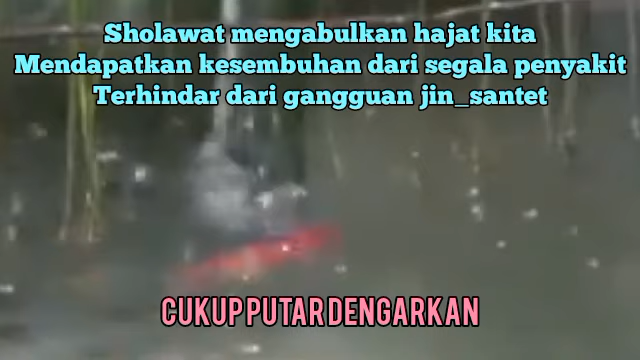 Sholawat mengabulkan hajat kita
Mendapatkan kesembuhan dari segala penyakit
Terhindar dari gangguan jin_santet
CUKUP PUTAR DENGARKAN